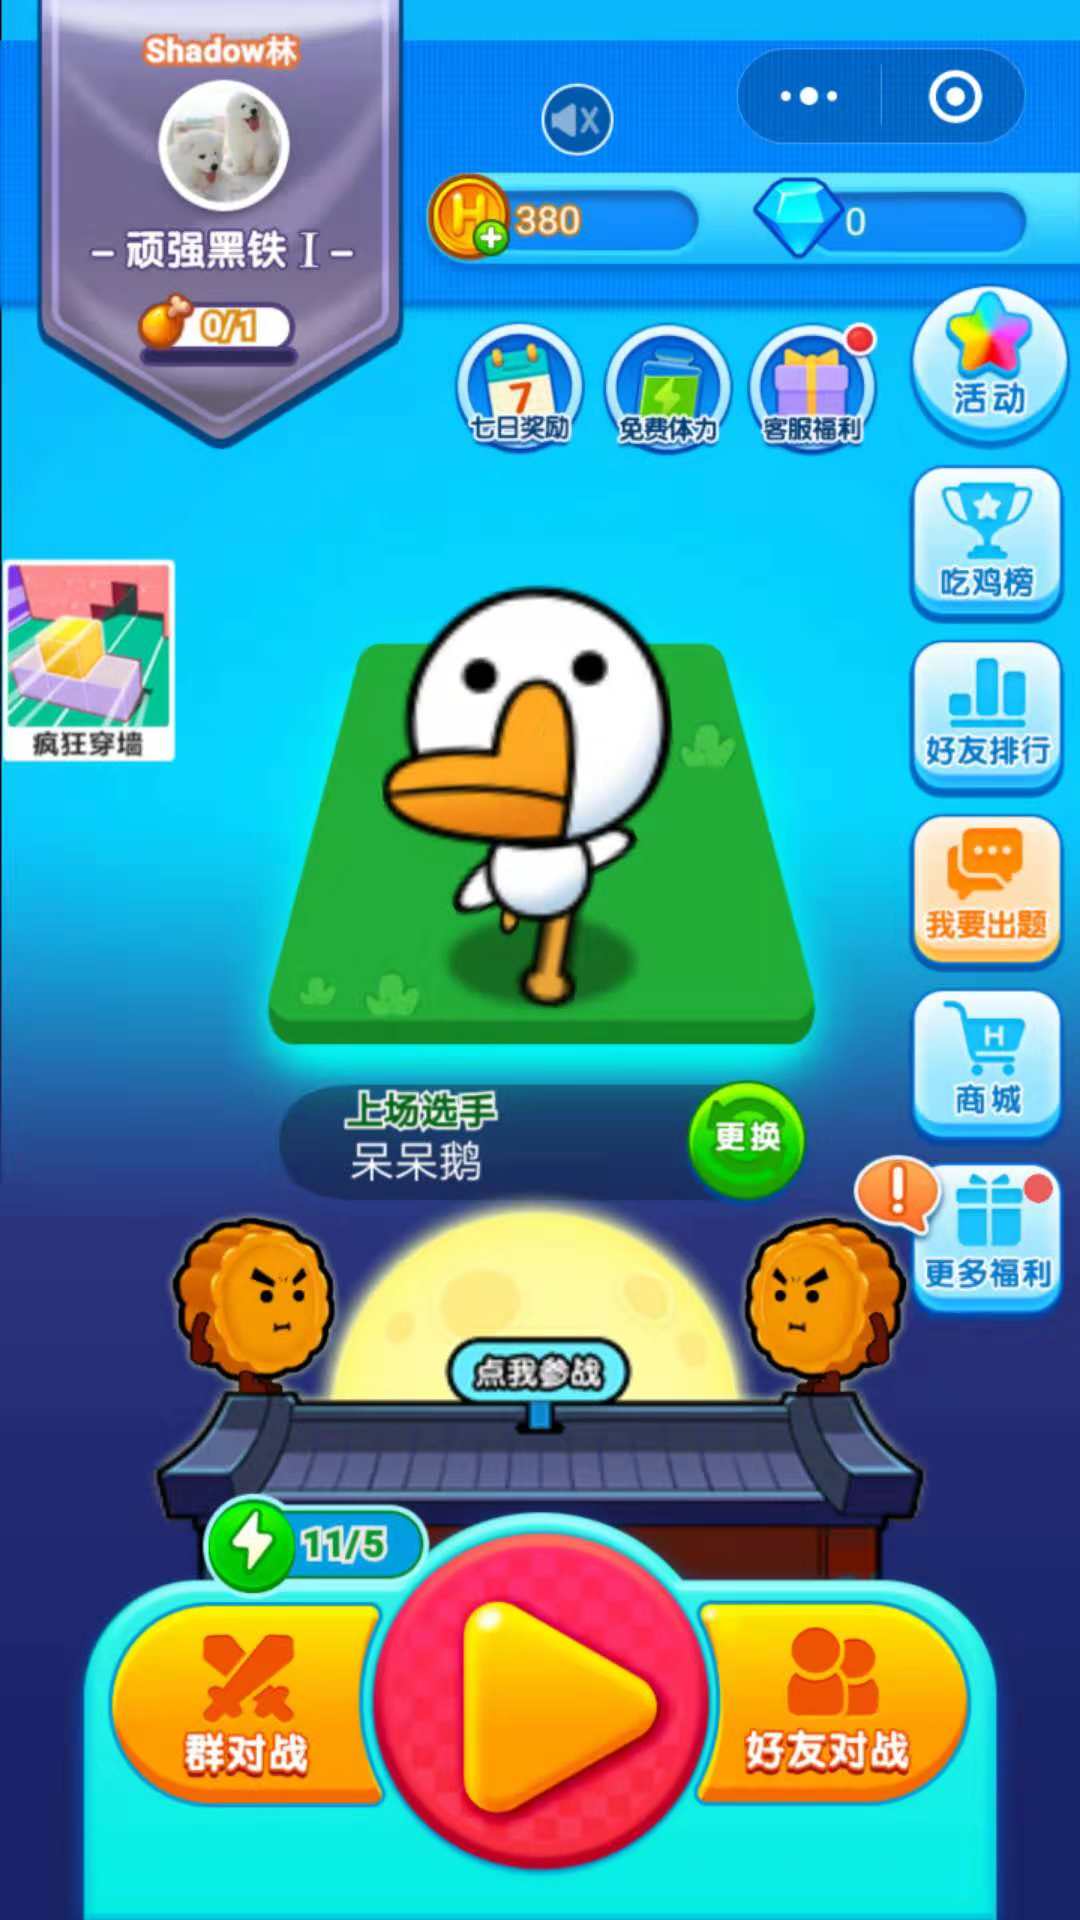 Shadow林
H
380
0
- 顽强黑铁 I -
0/1
7
七日奖励
免费体力
客服福利
活动
吃鸡榜
疯狂穿墙
好友排行
我要出题
H
商城
上场选手
呆呆鹅
更换
!
更多福利
点我参战
11/5
群对战
好友对战